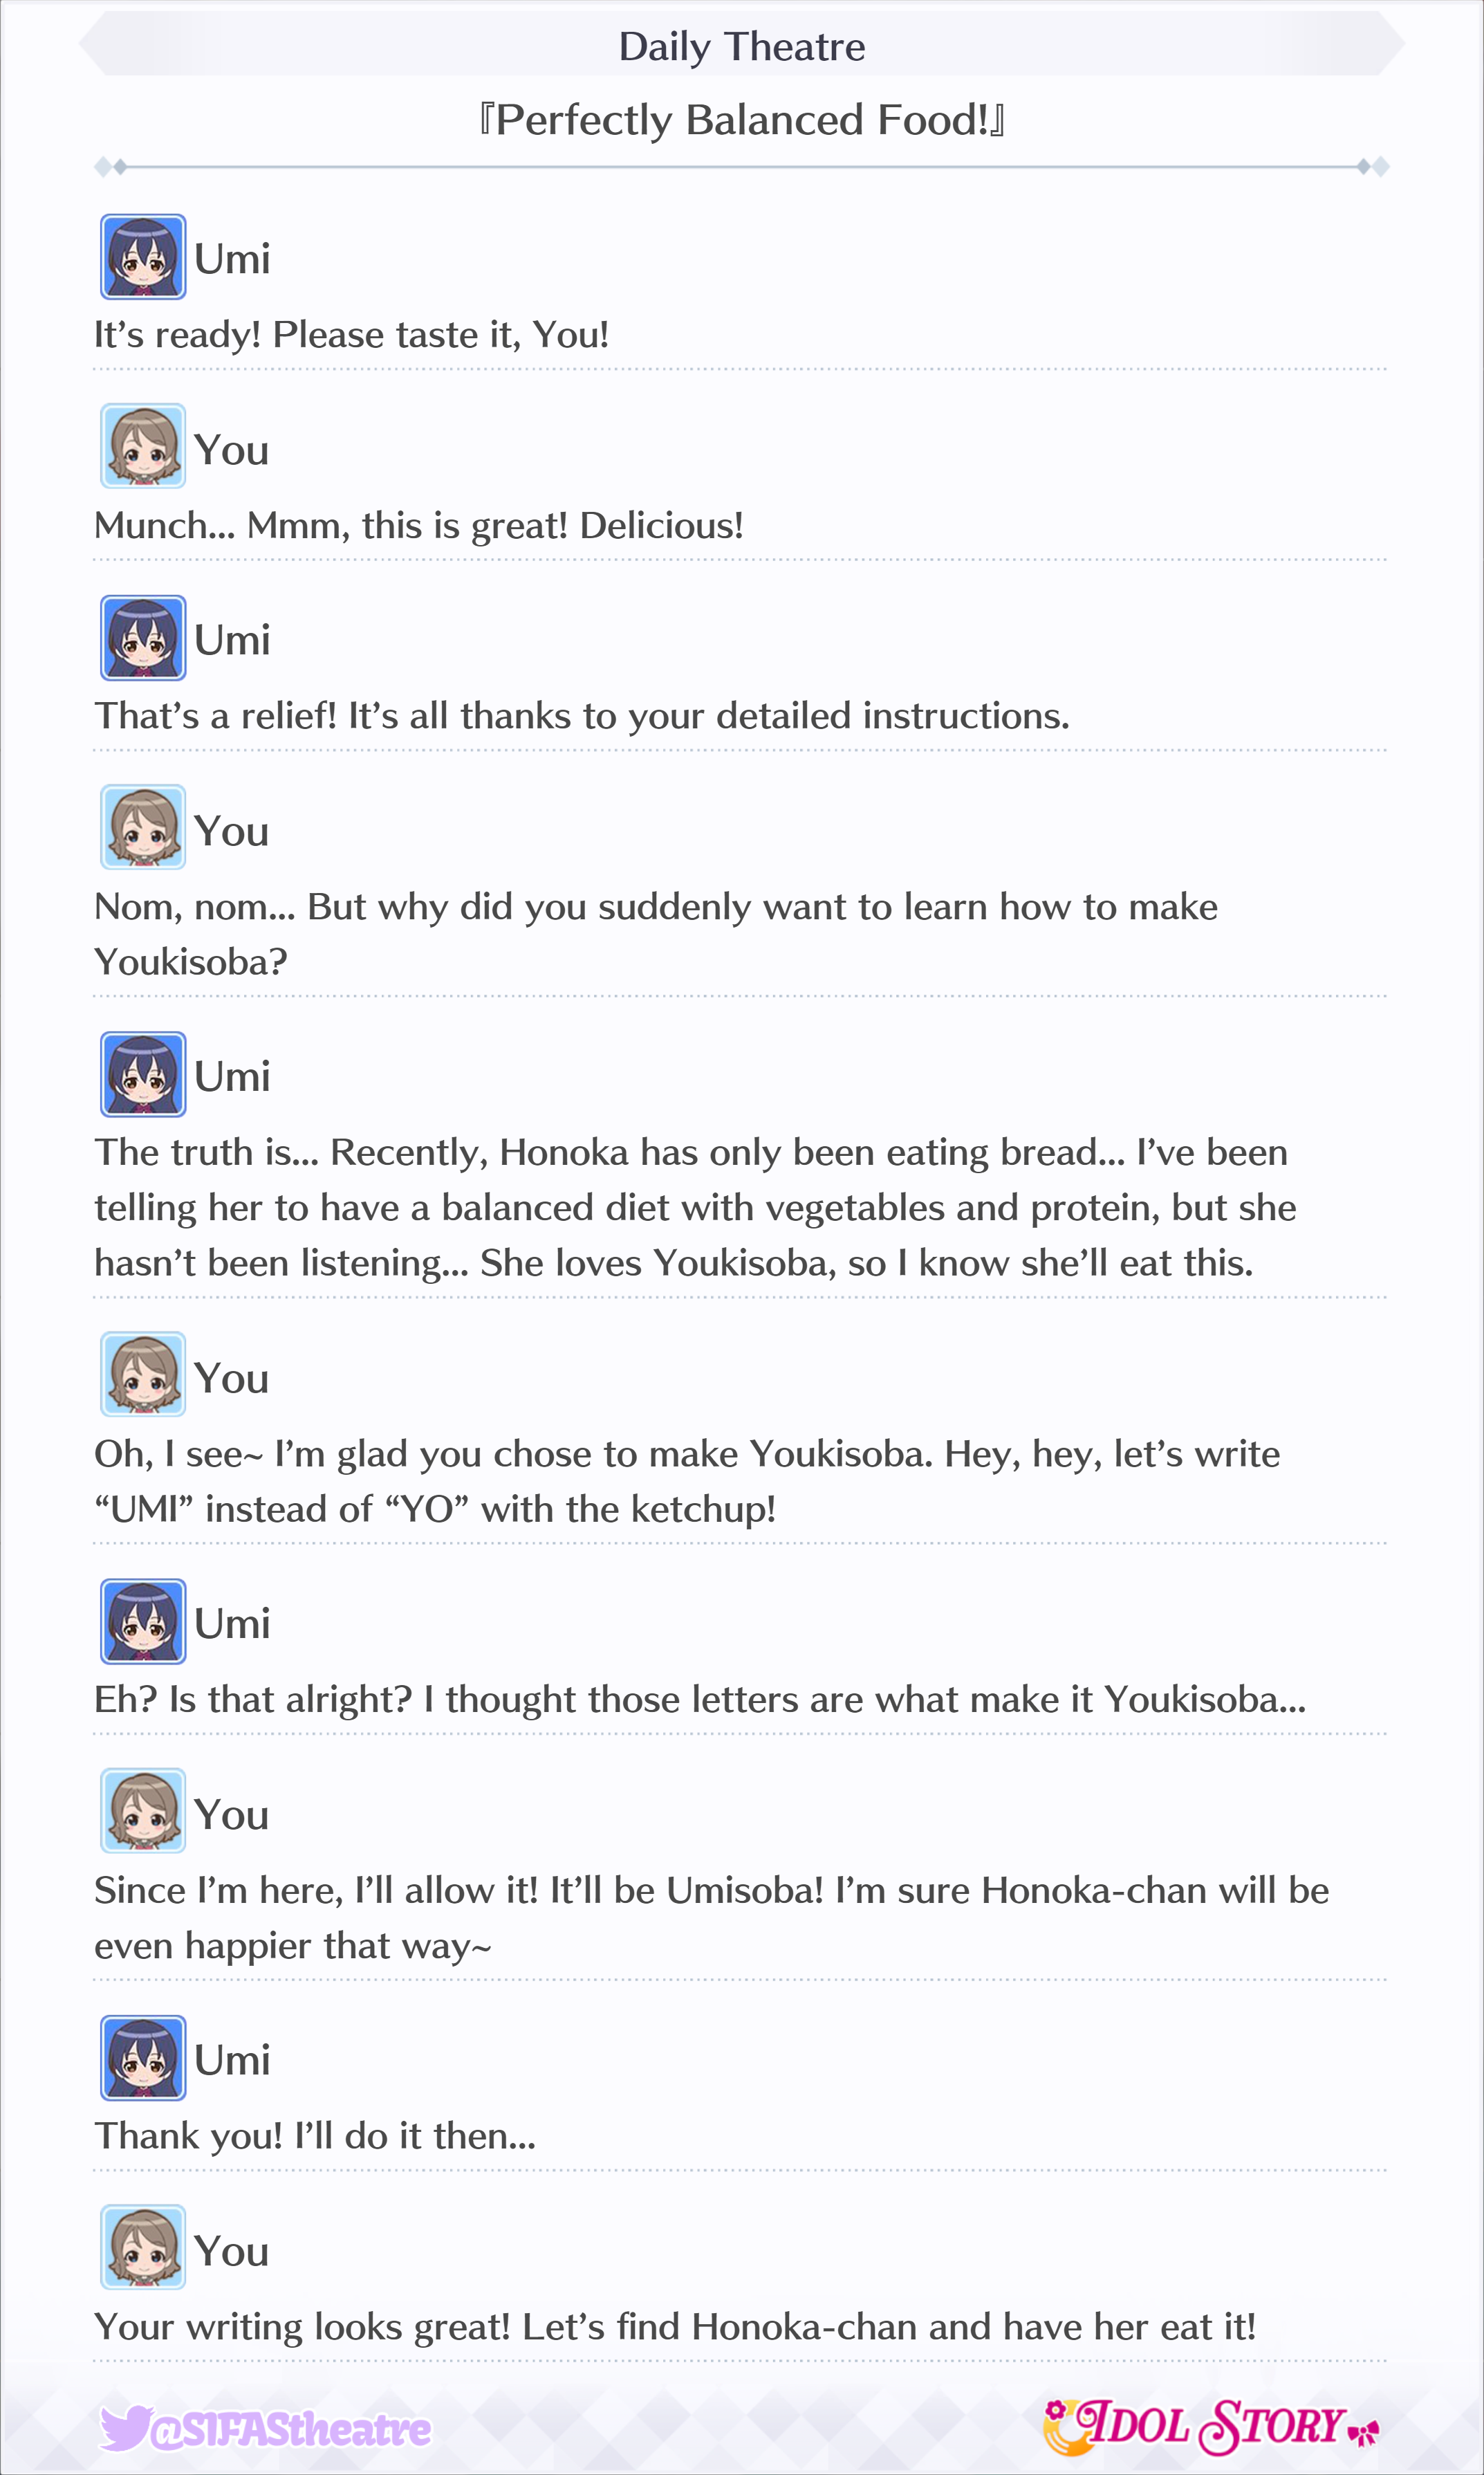 Daily Theatre
『Perfectly Balanced Food!』
Umi
It’s ready! Please taste it, You!
You
Munch... Mmm, this is great! Delicious!
Umi
That’s a relief! It’s all thanks to your detailed instructions.
You
Nom, nom... But why did you suddenly want to learn how to make
Youkisoba?
Umi
The truth is... Recently, Honoka has only been eating bread... I’ve been
telling her to have a balanced diet with vegetables and protein, but she
hasn’t been listening... She loves Youkisoba, so I know she’ll eat this.
You
Oh, I see~ I’m glad you chose to make Youkisoba. Hey, hey, let’s write
“UMI” instead of “YO” with the ketchup!
Umi
Eh? Is that alright? I thought those letters are what make it Youkisoba...
You
Since I’m here, I’ll allow it! It’ll be Umisoba! I’m sure Honoka-chan will be
even happier that way~
Umi
Thank you! I’ll do it then...
You
Your writing looks great! Let’s find Honoka-chan and have her eat it!
@SIFAStheatre
IDOL STORY